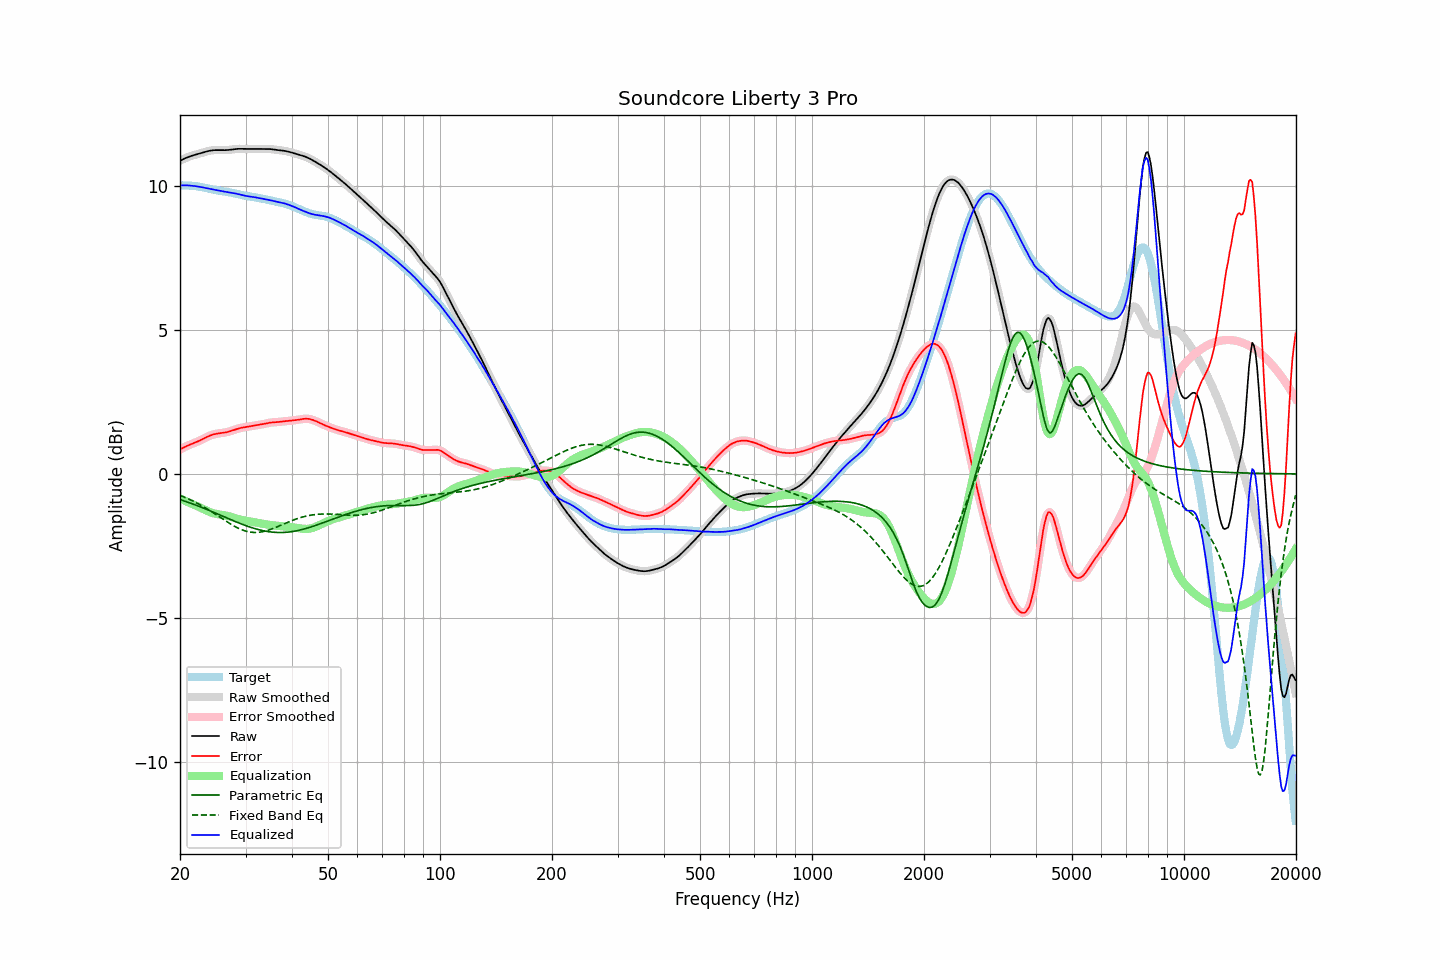 Soundcore Liberty 3 Pro
Amplitude (dBr)
10
5
0
−5
−10
Target
Raw Smoothed
Error Smoothed
Raw
Error
Equalization
Parametric Eq
Fixed Band Eq
Equalized
20 50 100 200 500 1000 2000 5000 10000 20000
Frequency (Hz)